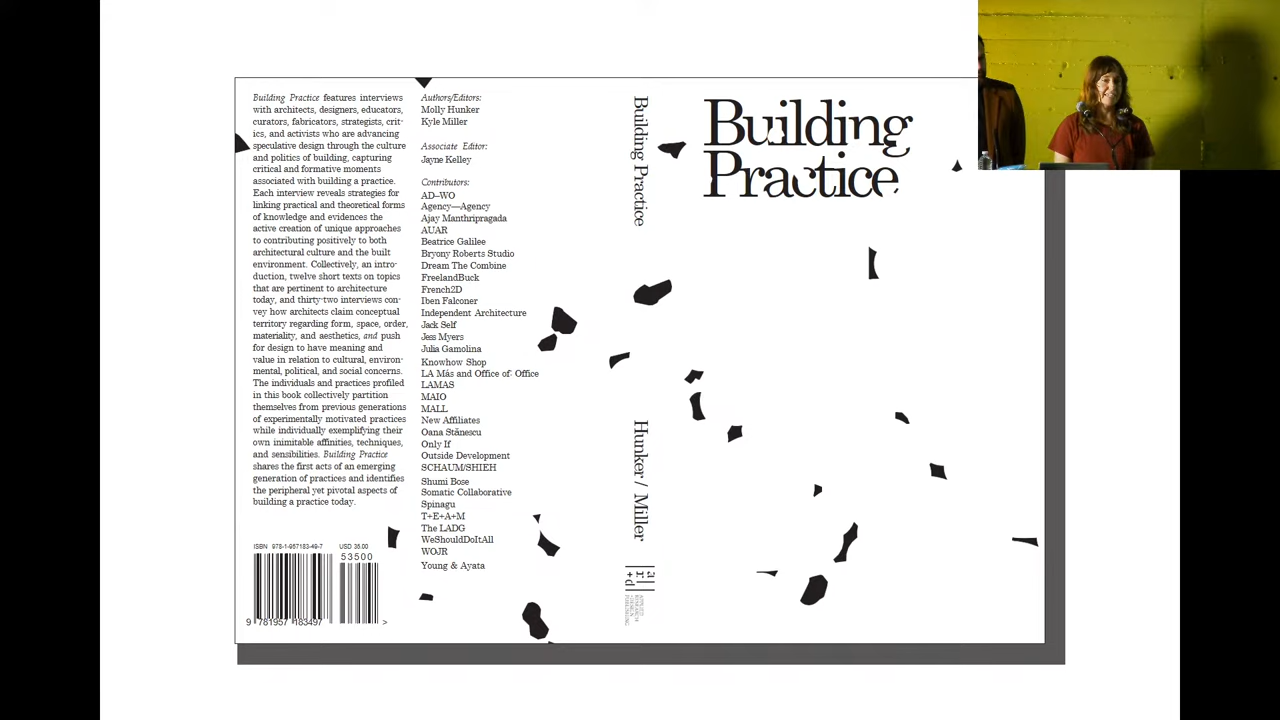 Building Practice features interviews
with architects, designers, educators,
curators, fabricators, strategists, crit-
ics, and activists who are advancing
speculative design through the culture
and politics of building, capturing
critical and formative moments
associated with building a practice.
Each interview reveals strategies for
linking practical and theoretical forms
of knowledge and evidences the
active creation of unique approaches
to contributing positively to both
architectural culture and the built
environment. Collectively, an intro-
duction, twelve short texts on topics
that are pertinent to architecture
today, and thirty-two interviews con-
vey how architects claim conceptual
territory regarding form, space, order,
materiality, and aesthetics, and push
for design to have meaning and
value in relation to cultural, environ-
mental, political, and social concerns.
The individuals and practices profiled
in this book collectively partition
themselves from previous generations
of experimentally motivated practices
while individually exemplifying their
own inimitable affinities, techniques,
and sensibilities. Building Practice
shares the first acts of an emerging
generation of practices and identifies
the peripheral yet pivotal aspects of
building a practice today.
ISBN 978-1-957183-49-7
USD 35.00
53500
9 781957 183497 >
Authors/Editors:
Molly Hunker
Kyle Miller
Associate Editor:
Jayne Kelley
Contributors:
AD–WO
Agency—Agency
Ajay Manthripragada
AUAR
Beatrice Galilee
Bryony Roberts Studio
Dream The Combine
FreelandBuck
French2D
Iben Falconer
Independent Architecture
Jack Self
Jess Myers
Julia Gamolina
Knowhow Shop
LA Más and Office of: Office
LAMAS
MAIO
MALL
New Affiliates
Oana Stănescu
Only If
Outside Development
SCHAUM/SHIEH
Shumi Bose
Somatic Collaborative
Spinagu
T+E+A+M
The LADG
WeShouldDoItAll
WOJR
Young & Ayata
Building Practice
Hunker / Miller
a
r
+d
Building
Practice